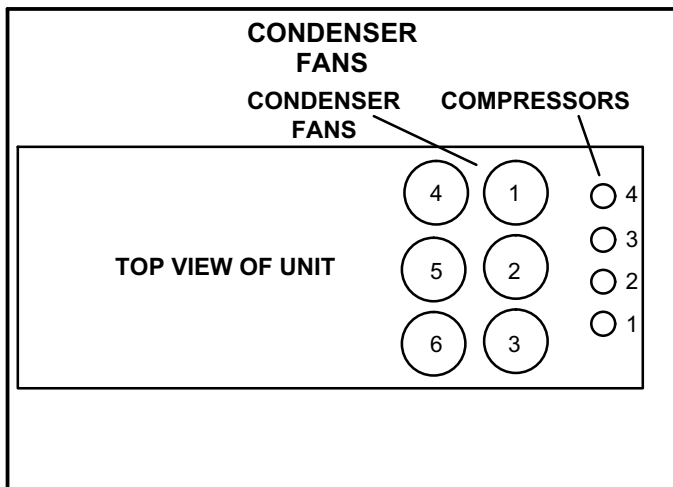 CONDENSER
FANS
CONDENSER
FANS
COMPRESSORS
4 1 4
3
TOP VIEW OF UNIT 5 2 2
1
6 3